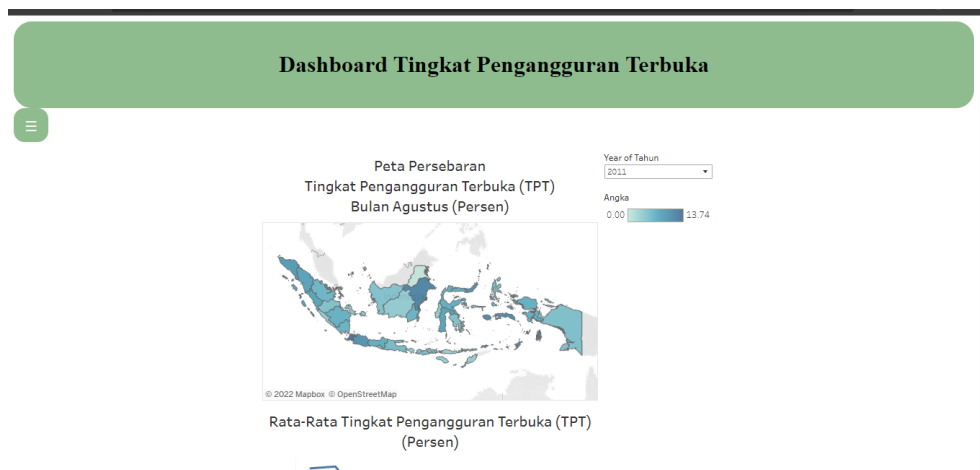 Dashboard Tingkat Pengangguran Terbuka
☰
Peta Persebaran
Tingkat Pengangguran Terbuka (TPT)
Bulan Agustus (Persen)
Year of Tahun
2011
Angka
0.00 13.74
© 2022 Mapbox © OpenStreetMap
Rata-Rata Tingkat Pengangguran Terbuka (TPT)
(Persen)